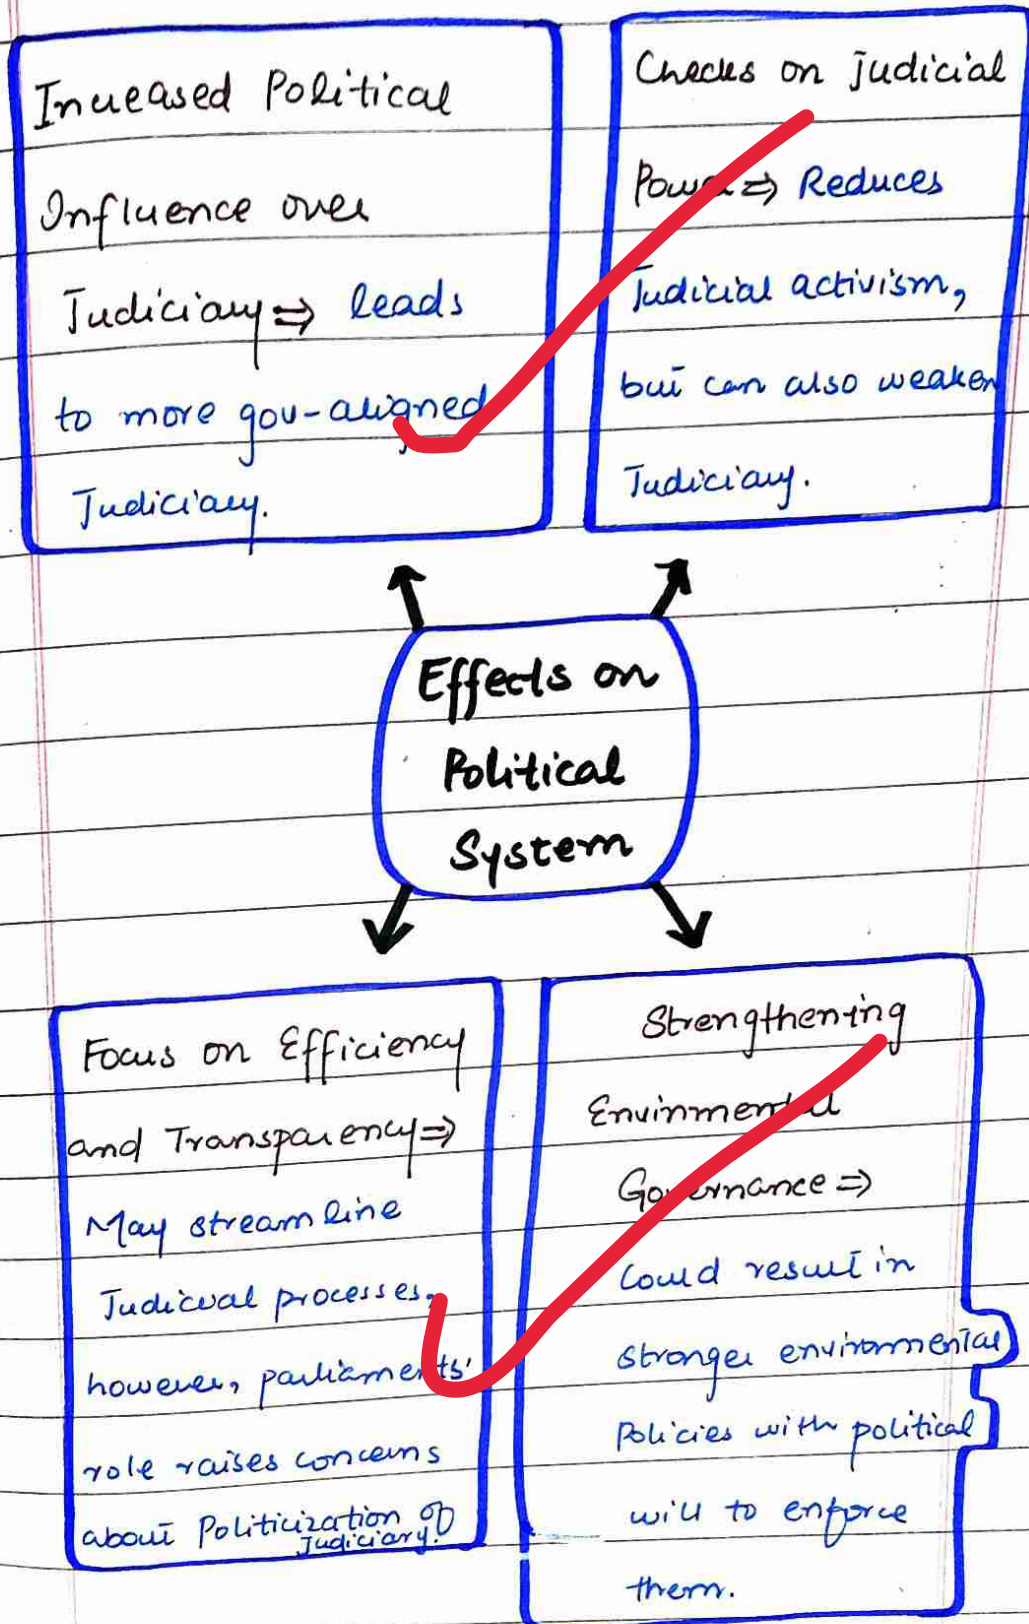 Increased Political
Influence over
Judiciary ⇒ leads
to more gov-aligned
Judiciary.
Checks on judicial
Power ⇒ Reduces
Judicial activism,
but can also weaken
Judiciary.
Effects on
Political
System
Focus on Efficiency
and Transparency ⇒
May streamline
Judicual processes,
however, parliaments'
role raises concerns
about Politicization of
Judiciary.
Strengthening
Envinmental
Governance ⇒
Could result in
stronger environmental
Policies with political
will to enforce
them.